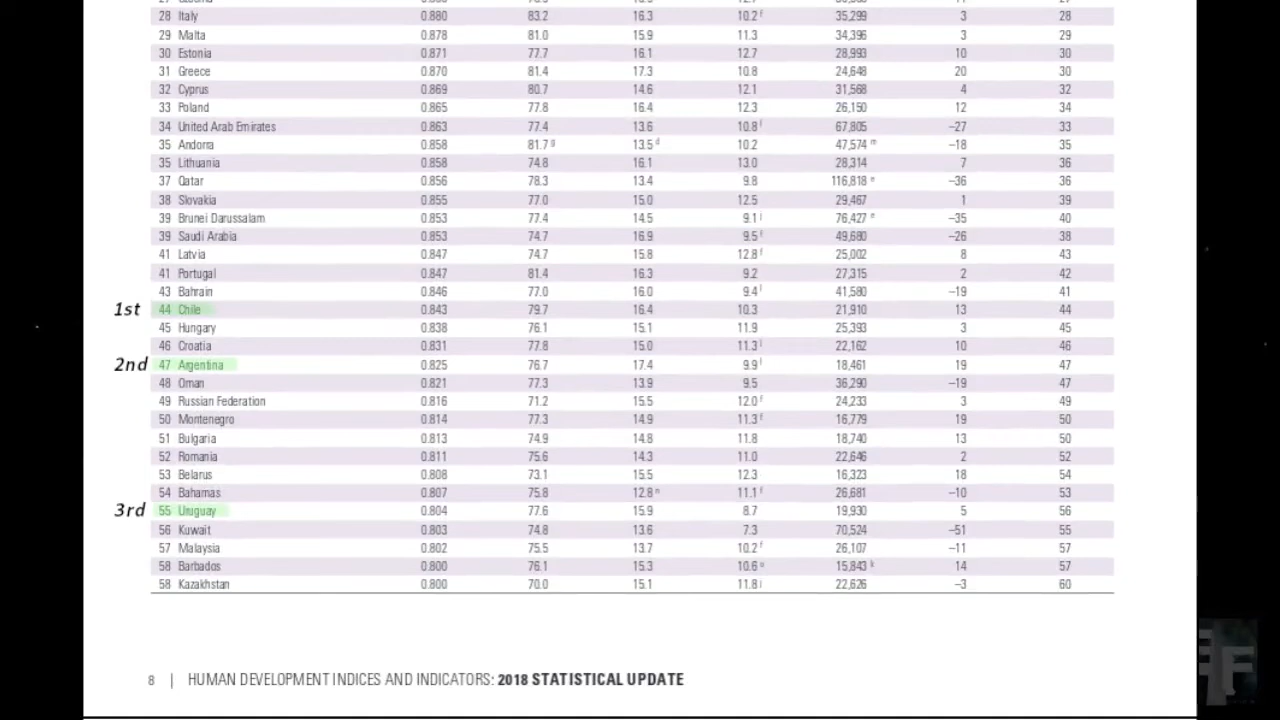 28 Italy 0.880 83.2 16.3 10.2 f 35,299 3 28
29 Malta 0.878 81.0 15.9 11.3 34,396 3 29
30 Estonia 0.871 77.7 16.1 12.7 28,993 10 30
31 Greece 0.870 81.4 17.3 10.8 24,648 20 30
32 Cyprus 0.869 80.7 14.6 12.1 31,568 4 32
33 Poland 0.865 77.8 16.4 12.3 26,150 12 34
34 United Arab Emirates 0.863 77.4 13.6 10.8 67,805 –27 33
35 Andorra 0.858 81.7 g 13.5 d 10.2 47,574 m –18 35
35 Lithuania 0.858 74.8 16.1 13.0 28,314 7 36
37 Qatar 0.856 78.3 13.4 9.8 116,818 –36 36
38 Slovakia 0.855 77.0 15.0 12.5 29,467 1 39
39 Brunei Darussalam 0.853 77.4 14.5 9.1 76,427 –35 40
39 Saudi Arabia 0.853 74.7 16.9 9.5 f 49,680 –26 38
41 Latvia 0.847 74.7 15.8 12.8 f 25,002 8 43
41 Portugal 0.847 81.4 16.3 9.2 27,315 2 42
43 Bahrain 0.846 77.0 16.0 9.4 41,580 –19 41
1st 44 Chile 0.843 79.7 16.4 10.3 21,910 13 44
45 Hungary 0.838 76.1 15.1 11.9 25,393 3 45
46 Croatia 0.831 77.8 15.0 11.3 22,162 10 46
2nd 47 Argentina 0.825 76.7 17.4 9.9 18,461 19 47
48 Oman 0.821 77.3 13.9 9.5 36,290 –19 47
49 Russian Federation 0.816 71.2 15.5 12.0 f 24,233 3 49
50 Montenegro 0.814 77.3 14.9 11.3 f 16,779 19 50
51 Bulgaria 0.813 74.9 14.8 11.8 18,740 13 50
52 Romania 0.811 75.6 14.3 11.0 22,646 2 52
53 Belarus 0.808 73.1 15.5 12.3 16,323 18 54
54 Bahamas 0.807 75.8 12.8 n 11.1 f 26,681 –10 53
3rd 55 Uruguay 0.804 77.6 15.9 8.7 19,930 5 56
56 Kuwait 0.803 74.8 13.6 7.3 70,524 –51 55
57 Malaysia 0.802 75.5 13.7 10.2 f 26,107 –11 57
58 Barbados 0.800 76.1 15.3 10.6 15,843 k 14 57
58 Kazakhstan 0.800 70.0 15.1 11.8 22,626 –3 60
8 | HUMAN DEVELOPMENT INDICES AND INDICATORS: 2018 STATISTICAL UPDATE